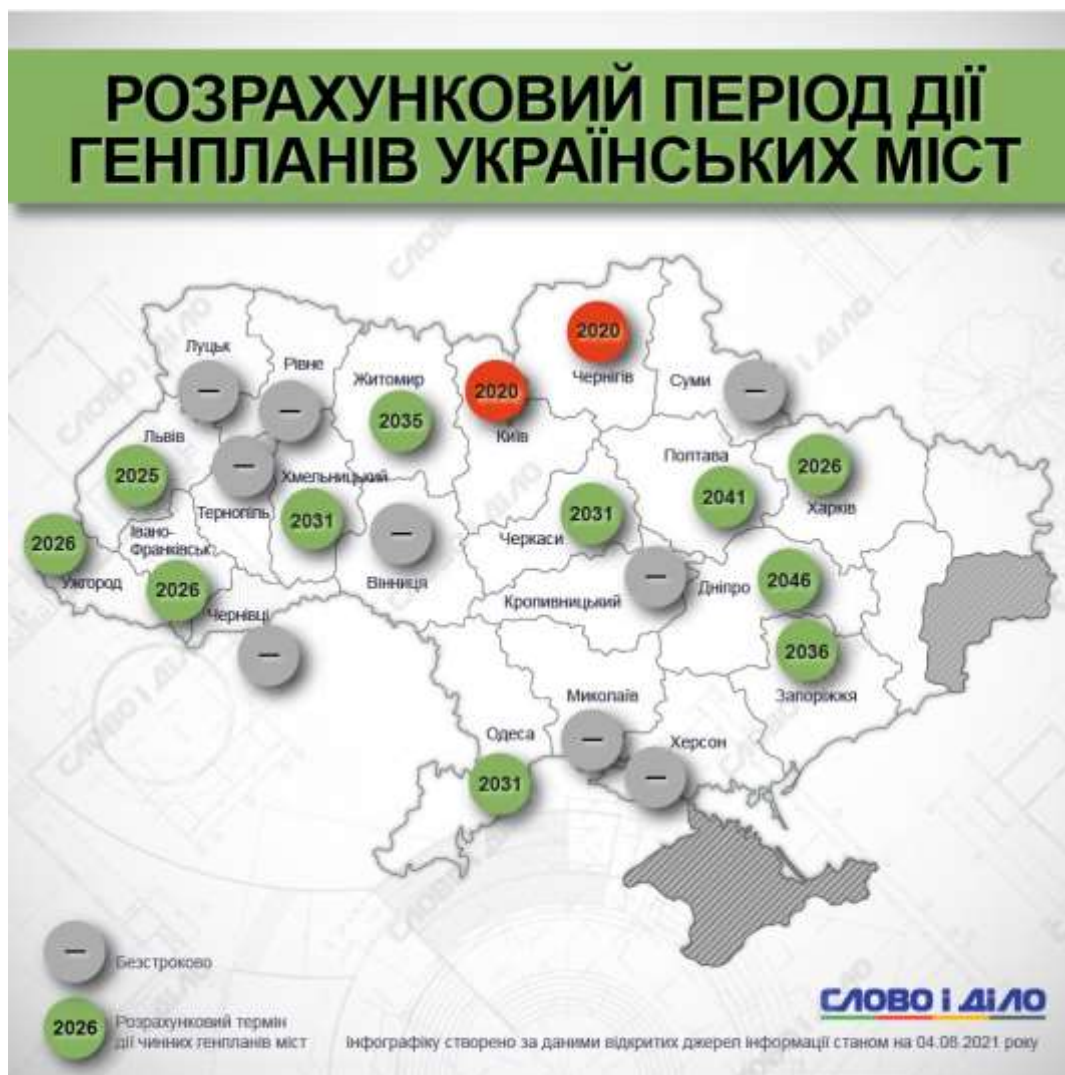 РОЗРАХУНКОВИЙ ПЕРІОД ДІЇ
ГЕНПЛАНІВ УКРАЇНСЬКИХ МІСТ
2020
Чернігів
Луцьк
—
Рівне
—
Житомир
2035
2020
Київ
Суми
—
Львів
2025
—
Тернопіль
Хмельницький
2031
Полтава
2041
2026
Харків
Черкаси
2031
2026
Ужгород
Івано-
Франківськ
2026
—
Вінниця
Кропивницький
—
Дніпро
2046
Чернівці
—
2036
Запоріжжя
Миколаїв
—
Одеса
2031
Херсон
—
—
Безстроково
2026
Розрахунковий термін
дії чинних генпланів міст
СЛОВО і ДіЛО
Інфографіку створено за даними відкритих джерел інформації станом на 04.08.2021 року